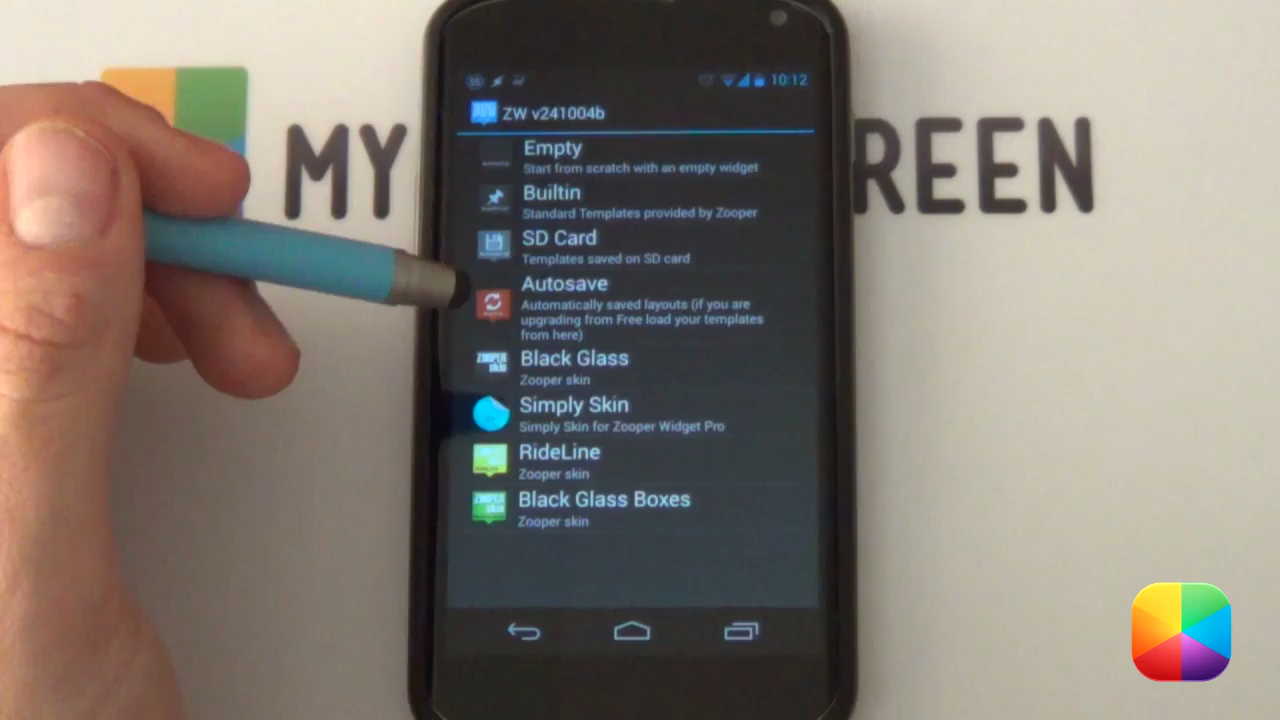 10:12
ZW v241004b
MY
REEN
Empty
Start from scratch with an empty widget
Builtin
Standard Templates provided by Zooper
SD Card
Templates saved on SD card
Autosave
Automatically saved layouts (if you are
upgrading from Free load your templates
from here)
Black Glass
Zooper skin
Simply Skin
Simply Skin for Zooper Widget Pro
RideLine
Zooper skin
Black Glass Boxes
Zooper skin